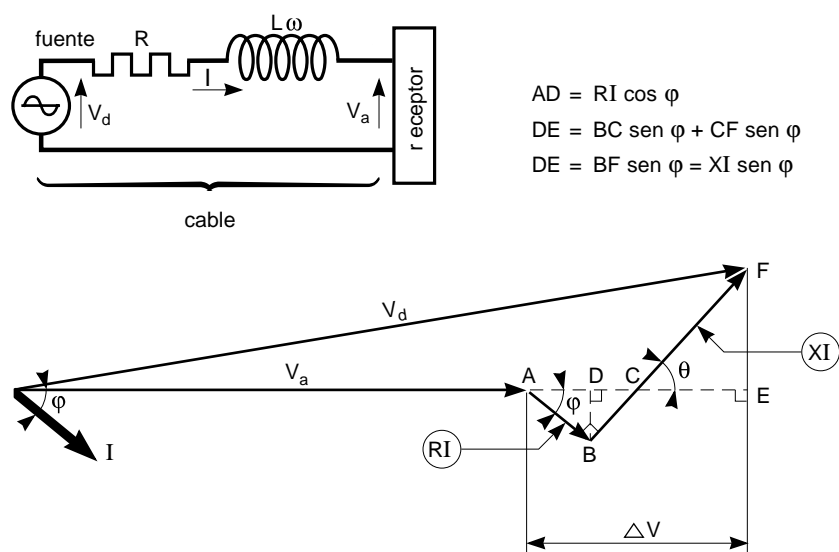 fuente
R
L ω
I
V_d
V_a
r eceptor
cable
AD = RI cos φ
DE = BC sen φ + CF sen φ
DE = BF sen φ = XI sen φ
F
V_d
XI
V_a
A
D
C
θ
E
φ
φ
I
RI
B
△V